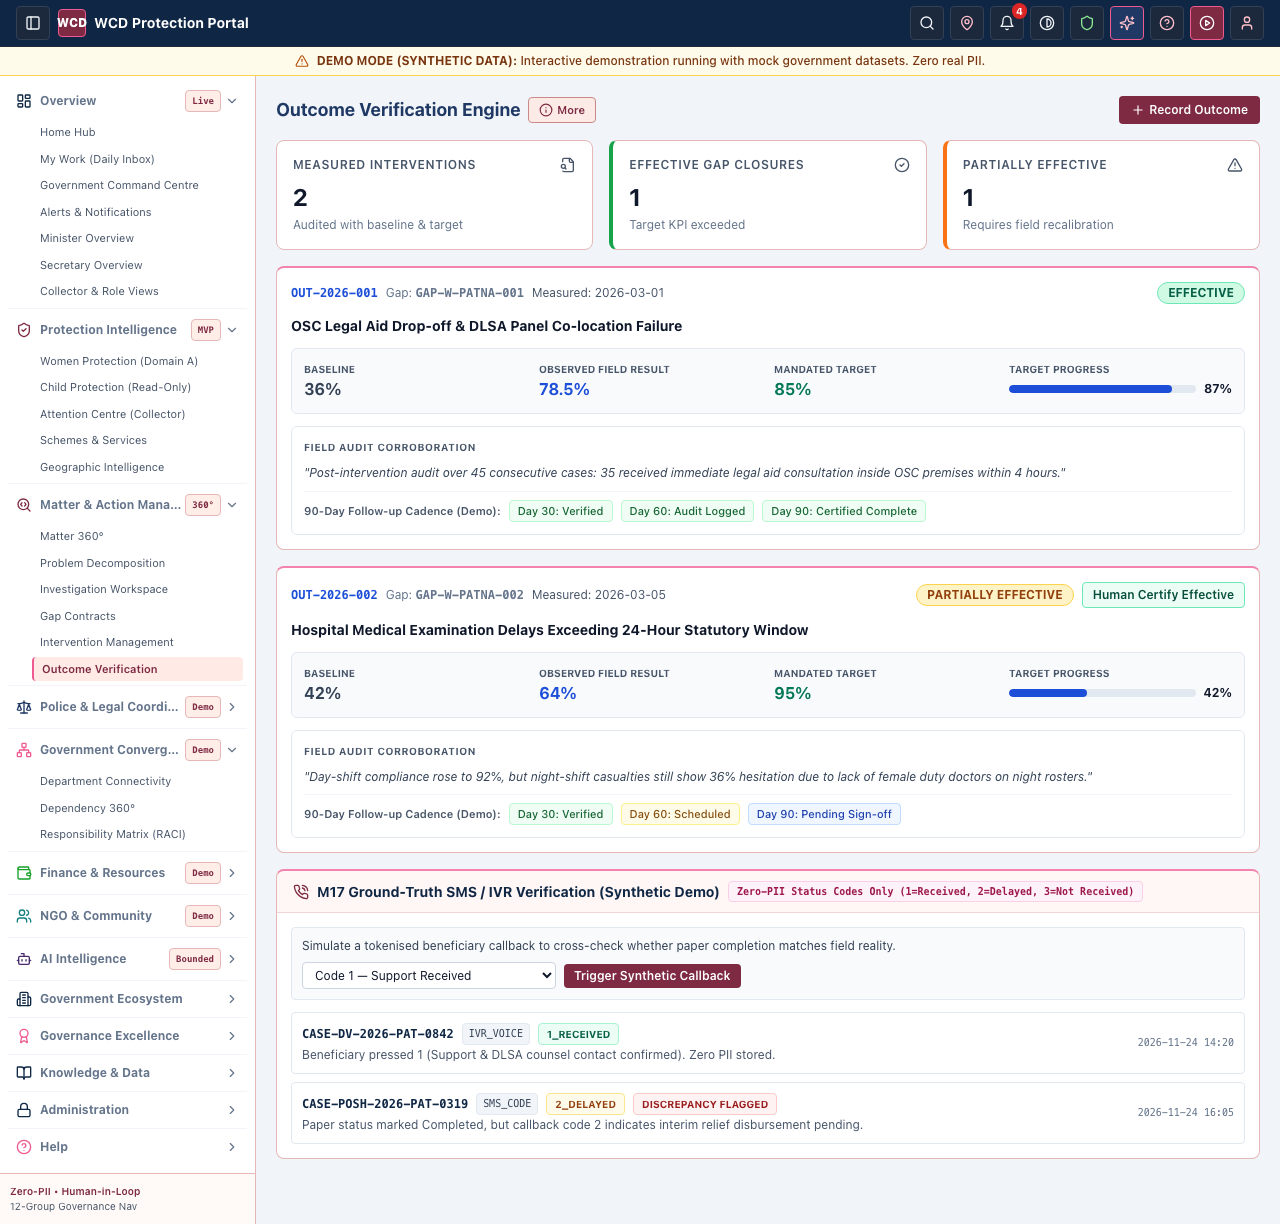 WCD WCD Protection Portal
4
DEMO MODE (SYNTHETIC DATA): Interactive demonstration running with mock government datasets. Zero real PII.
Overview Live
Home Hub
My Work (Daily Inbox)
Government Command Centre
Alerts & Notifications
Minister Overview
Secretary Overview
Collector & Role Views
Protection Intelligence MVP
Women Protection (Domain A)
Child Protection (Read-Only)
Attention Centre (Collector)
Schemes & Services
Geographic Intelligence
Matter & Action Mana... 360°
Matter 360°
Problem Decomposition
Investigation Workspace
Gap Contracts
Intervention Management
Outcome Verification
Police & Legal Coordi... Demo
Government Converg... Demo
Department Connectivity
Dependency 360°
Responsibility Matrix (RACI)
Finance & Resources Demo
NGO & Community Demo
AI Intelligence Bounded
Government Ecosystem
Governance Excellence
Knowledge & Data
Administration
Help
Zero-PII • Human-in-Loop
12-Group Governance Nav
Outcome Verification Engine More
+ Record Outcome
MEASURED INTERVENTIONS
2
Audited with baseline & target
EFFECTIVE GAP CLOSURES
1
Target KPI exceeded
PARTIALLY EFFECTIVE
1
Requires field recalibration
OUT-2026-001 Gap: GAP-W-PATNA-001 Measured: 2026-03-01 EFFECTIVE
OSC Legal Aid Drop-off & DLSA Panel Co-location Failure
BASELINE OBSERVED FIELD RESULT MANDATED TARGET TARGET PROGRESS
36% 78.5% 85% 87%
FIELD AUDIT CORROBORATION
"Post-intervention audit over 45 consecutive cases: 35 received immediate legal aid consultation inside OSC premises within 4 hours."
90-Day Follow-up Cadence (Demo): Day 30: Verified Day 60: Audit Logged Day 90: Certified Complete
OUT-2026-002 Gap: GAP-W-PATNA-002 Measured: 2026-03-05 PARTIALLY EFFECTIVE Human Certify Effective
Hospital Medical Examination Delays Exceeding 24-Hour Statutory Window
BASELINE OBSERVED FIELD RESULT MANDATED TARGET TARGET PROGRESS
42% 64% 95% 42%
FIELD AUDIT CORROBORATION
"Day-shift compliance rose to 92%, but night-shift casualties still show 36% hesitation due to lack of female duty doctors on night rosters."
90-Day Follow-up Cadence (Demo): Day 30: Verified Day 60: Scheduled Day 90: Pending Sign-off
M17 Ground-Truth SMS / IVR Verification (Synthetic Demo) Zero-PII Status Codes Only (1=Received, 2=Delayed, 3=Not Received)
Simulate a tokenised beneficiary callback to cross-check whether paper completion matches field reality.
Code 1 — Support Received Trigger Synthetic Callback
CASE-DV-2026-PAT-0842 IVR_VOICE 1_RECEIVED
2026-11-24 14:20
Beneficiary pressed 1 (Support & DLSA counsel contact confirmed). Zero PII stored.
CASE-POSH-2026-PAT-0319 SMS_CODE 2_DELAYED DISCREPANCY FLAGGED
2026-11-24 16:05
Paper status marked Completed, but callback code 2 indicates interim relief disbursement pending.